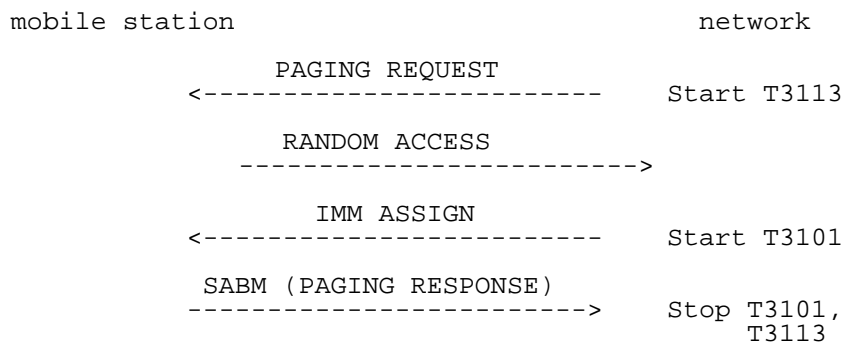 mobile station network
PAGING REQUEST
<------------------------- Start T3113
RANDOM ACCESS
------------------------->
IMM ASSIGN
<------------------------- Start T3101
SABM (PAGING RESPONSE)
-------------------------> Stop T3101,
T3113